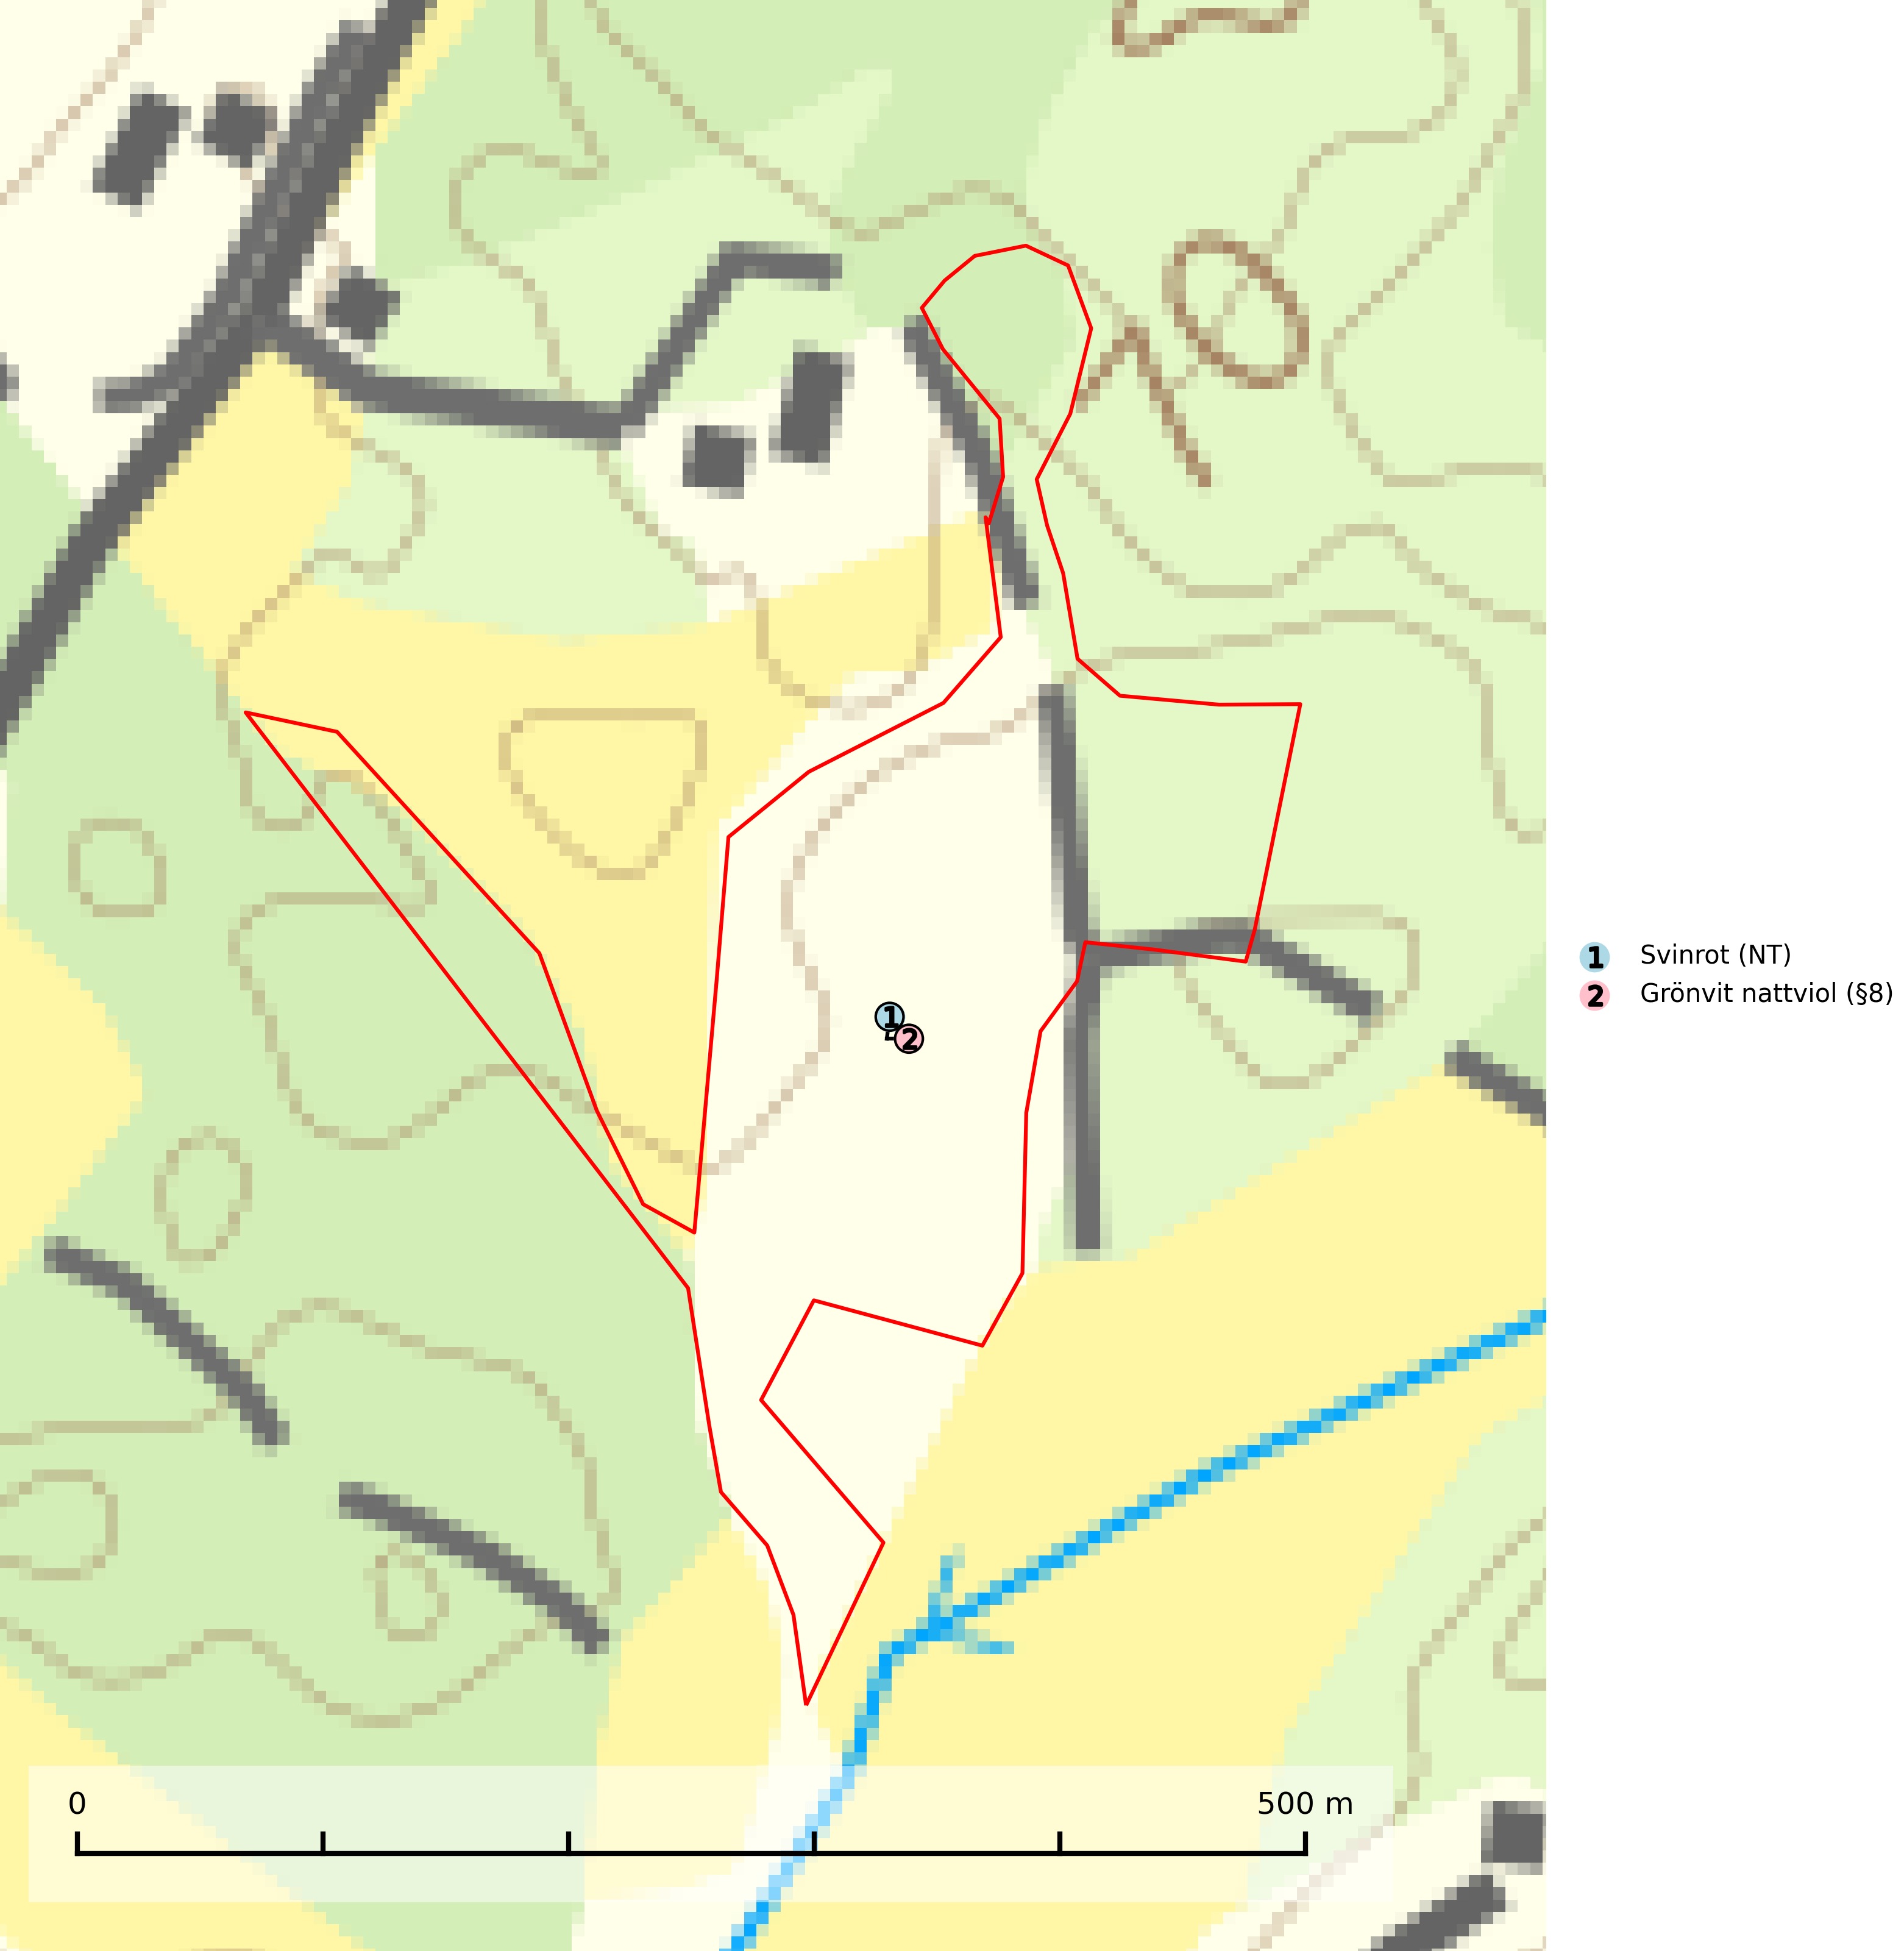 1
2
1 Svinrot (NT)
2 Grönvit nattviol (§8)
0 500 m